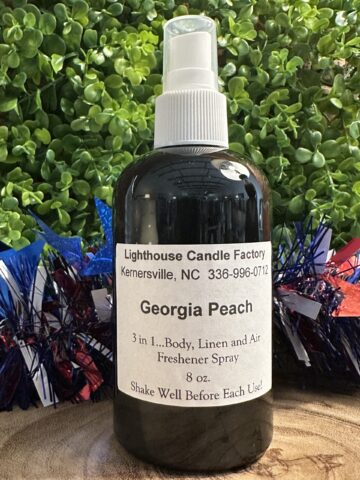 Lighthouse Candle Factory
Kernersville, NC 336-996-0712
Georgia Peach
3 in 1...Body, Linen and Air
Freshener Spray
8 oz.
Shake Well Before Each Use!